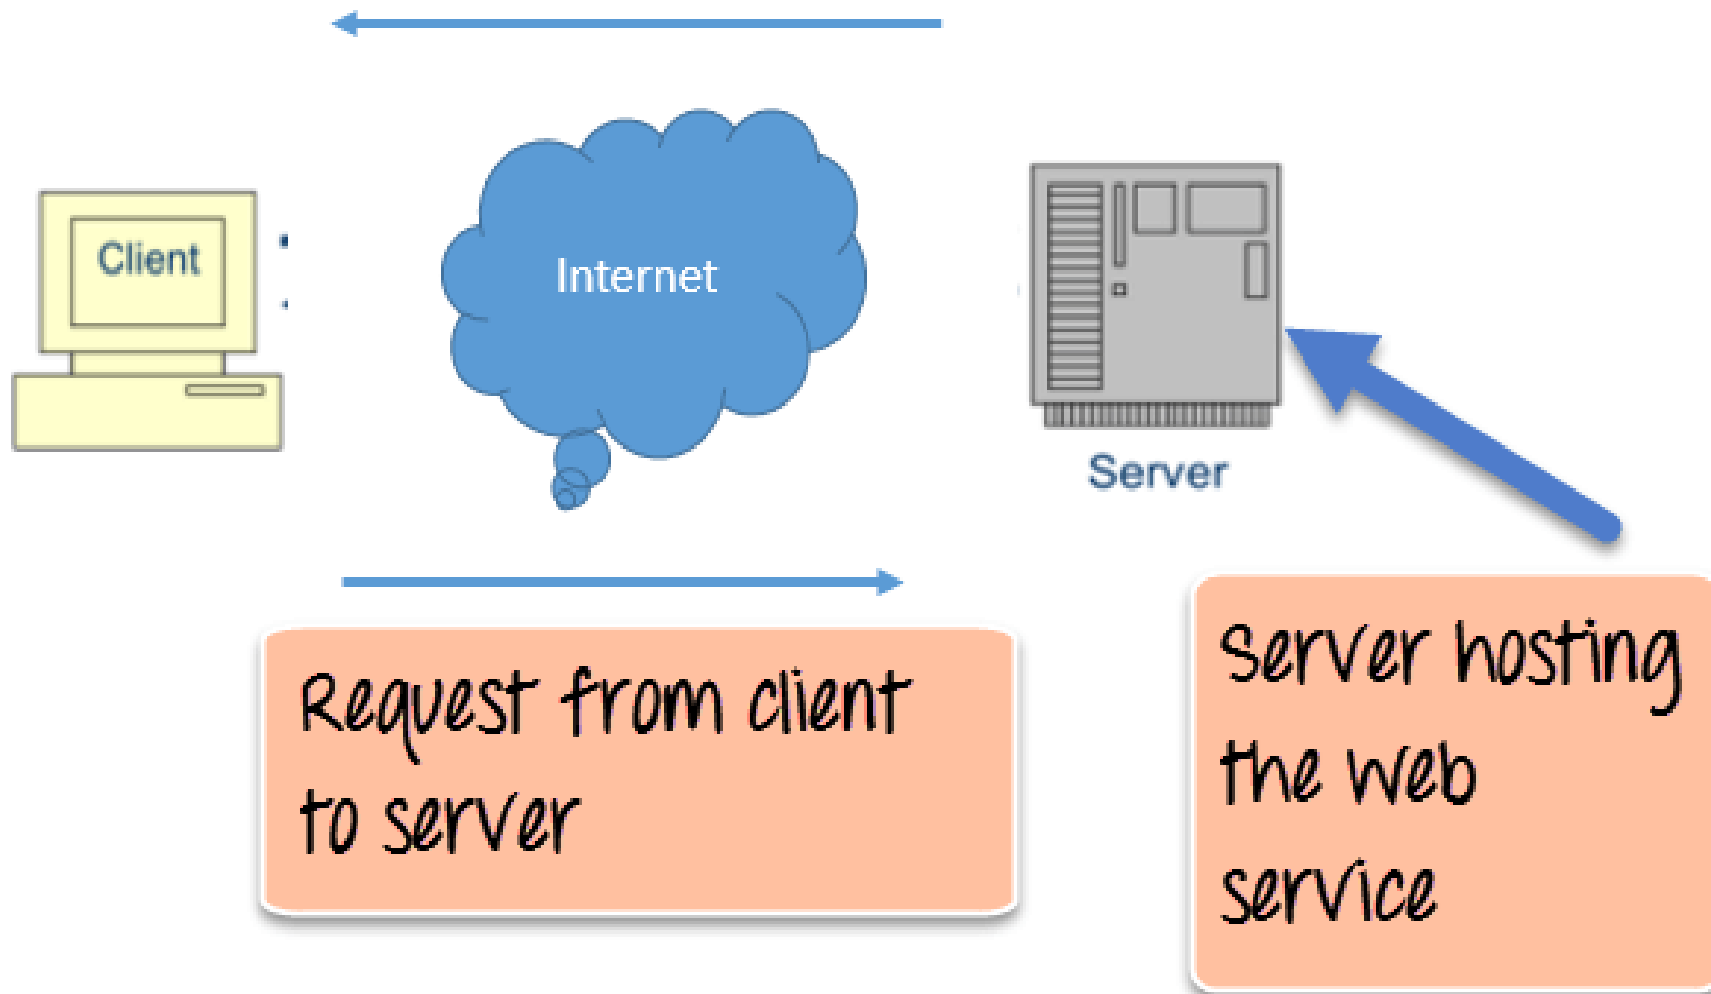 Client
Internet
Server
Request from client
to server
Server hosting
the web
service